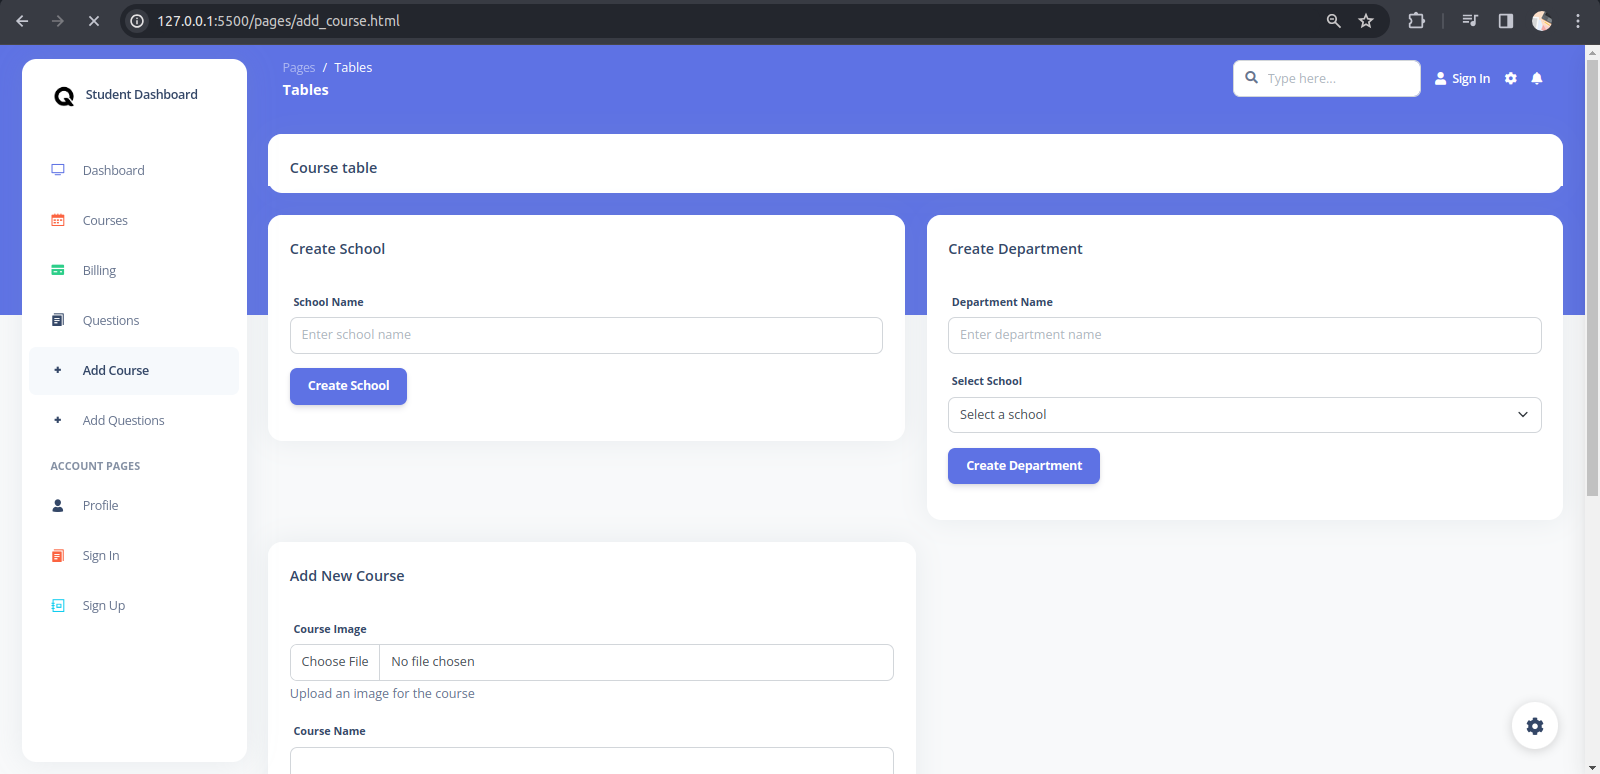 127.0.0.1:5500/pages/add_course.html
Student Dashboard
Dashboard
Courses
Billing
Questions
Add Course
Add Questions
ACCOUNT PAGES
Profile
Sign In
Sign Up
Pages / Tables
Tables
Type here...
Sign In
Course table
Create School
School Name
Enter school name
Create School
Create Department
Department Name
Enter department name
Select School
Select a school
Create Department
Add New Course
Course Image
Choose File No file chosen
Upload an image for the course
Course Name